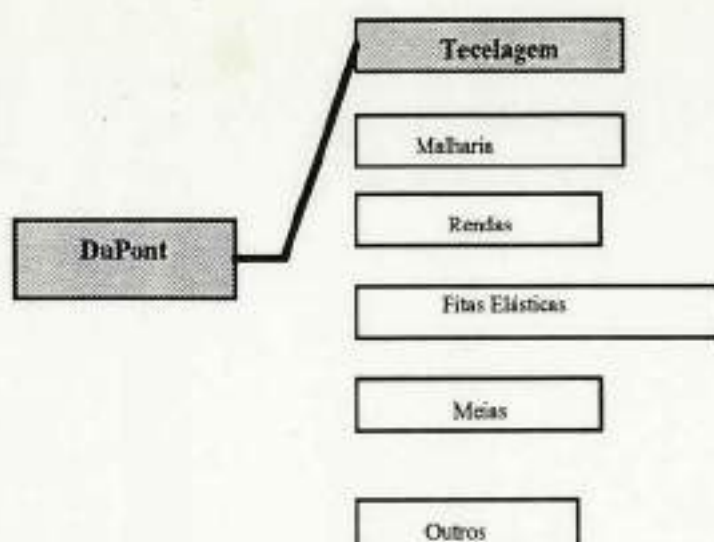 Tecelagem
Malharia
Rendas
DuPont
Fitas Elásticas
Meias
Outros